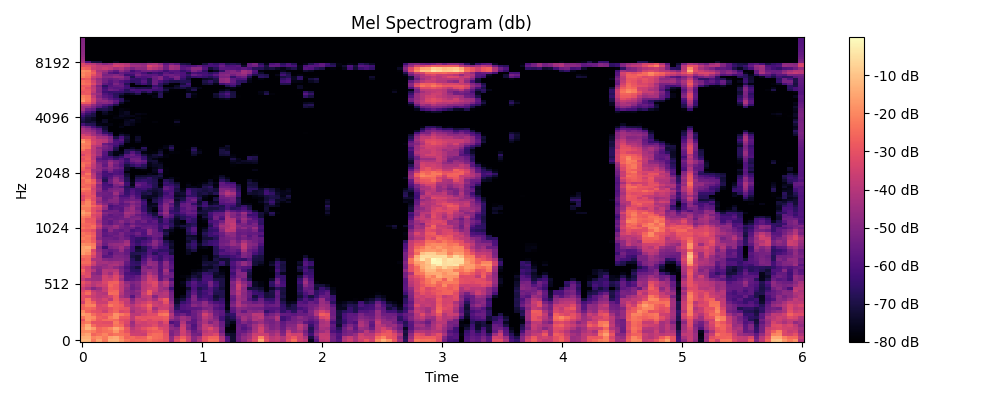 Mel Spectrogram (db)
8192
4096
2048
1024
512
0
Hz
0 1 2 3 4 5 6
Time
-10 dB
-20 dB
-30 dB
-40 dB
-50 dB
-60 dB
-70 dB
-80 dB